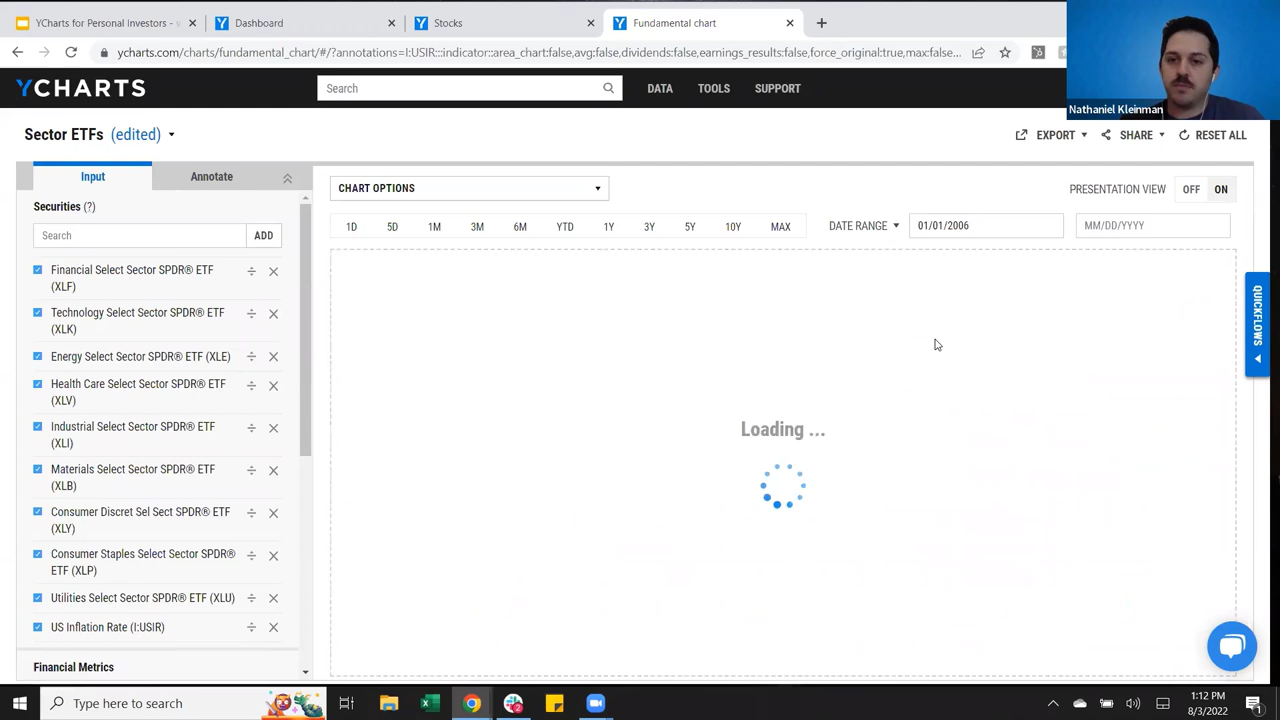 YCharts for Personal Investors -
Dashboard
Stocks
Fundamental chart
ycharts.com/charts/fundamental_chart/#/?annotations=I:USIR:::indicator::area_chart:false,avg:false,dividends:false,earnings_results:false,force_original:true,max:false...
Nathaniel Kleinman
YCHARTS
Search
DATA
TOOLS
SUPPORT
Sector ETFs (edited)
EXPORT
SHARE
RESET ALL
Input
Annotate
CHART OPTIONS
PRESENTATION VIEW
OFF
ON
Securities (?)
Search
ADD
1D
5D
1M
3M
6M
YTD
1Y
3Y
5Y
10Y
MAX
DATE RANGE
01/01/2006
MM/DD/YYYY
Financial Select Sector SPDR® ETF
(XLF)
Technology Select Sector SPDR® ETF
(XLK)
Energy Select Sector SPDR® ETF (XLE)
Health Care Select Sector SPDR® ETF
(XLV)
Industrial Select Sector SPDR® ETF
(XLI)
Materials Select Sector SPDR® ETF
(XLB)
Consumer Discret Sel Sect SPDR® ETF
(XLY)
Consumer Staples Select Sector SPDR®
ETF (XLP)
Utilities Select Sector SPDR® ETF (XLU)
US Inflation Rate (I:USIR)
Financial Metrics
Loading ...
QUICKFLOWS
Type here to search
1:12 PM
8/3/2022
1